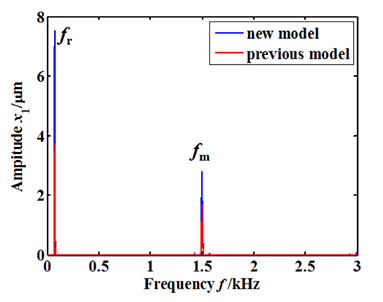 8
6
4
2
0
Ampitude x1/μm
fr
fm
new model
previous model
0 0.5 1 1.5 2 2.5 3
Frequency f /kHz